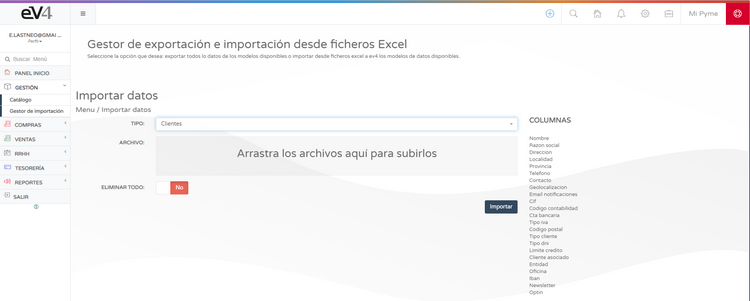 eV4
Mi Pyme
E.LASTNEO@GMAI ...
Perfil
Buscar Menú
PANEL INICIO
GESTIÓN
Catálogo
Gestor de importación
COMPRAS
VENTAS
RRHH
TESORERÍA
REPORTES
SALIR
Gestor de exportación e importación desde ficheros Excel
Seleccione la opción que desea: exportar todos lo datos de los modelos disponibles o importar desde ficheros excel a ev4 los modelos de datos disponibles.
Importar datos
Menu / Importar datos
TIPO:
Clientes
ARCHIVO:
Arrastra los archivos aquí para subirlos
ELIMINAR TODO:
No
Importar
COLUMNAS
Nombre
Razon social
Direccion
Localidad
Provincia
Telefono
Contacto
Geolocalizacion
Email notificaciones
Cif
Codigo contabilidad
Cta bancaria
Tipo iva
Codigo postal
Tipo cliente
Tipo dni
Limite credito
Cliente asociado
Entidad
Oficina
Iban
Newsletter
Optin